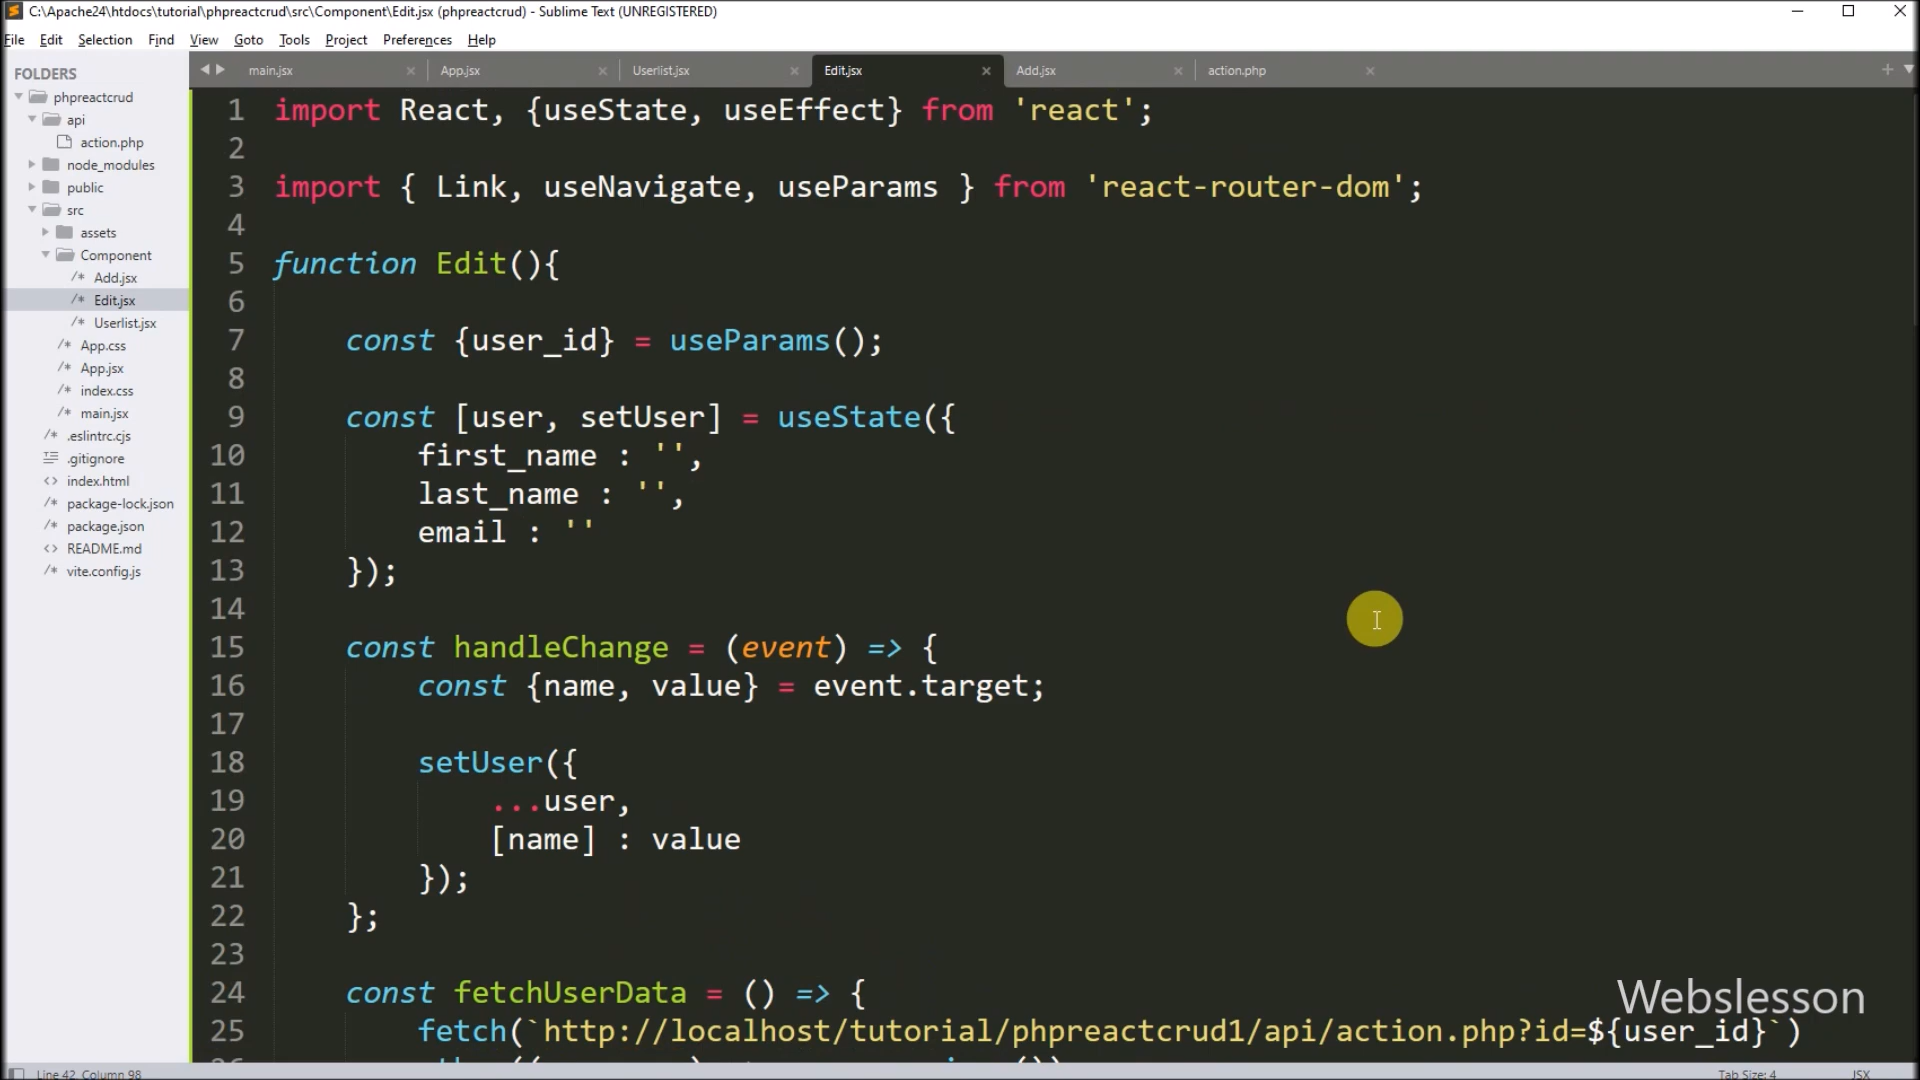 C:\Apache24\htdocs\tutorial\phpreactcrud\src\Component\Edit.jsx (phpreactcrud) - Sublime Text (UNREGISTERED)
File Edit Selection Find View Goto Tools Project Preferences Help
FOLDERS
phpreactcrud
api
action.php
node_modules
public
src
assets
Component
/* Add.jsx
/* Edit.jsx
/* Userlist.jsx
/* App.css
/* App.jsx
/* index.css
/* main.jsx
/* .eslintrc.cjs
.gitignore
<> index.html
/* package-lock.json
/* package.json
<> README.md
/* vite.config.js
main.jsx App.jsx Userlist.jsx Edit.jsx Add.jsx action.php
1 import React, {useState, useEffect} from 'react';
2
3 import { Link, useNavigate, useParams } from 'react-router-dom';
4
5 function Edit(){
6
7 const {user_id} = useParams();
8
9 const [user, setUser] = useState({
10 first_name : '',
11 last_name : '',
12 email : ''
13 });
14
15 const handleChange = (event) => {
16 const {name, value} = event.target;
17
18 setUser({
19 ...user,
20 [name] : value
21 });
22 };
23
24 const fetchUserData = () => {
25 fetch(`http://localhost/tutorial/phpreactcrud1/api/action.php?id=${user_id}`)
Webslesson
Line 42, Column 98
Tab Size: 4
JSX